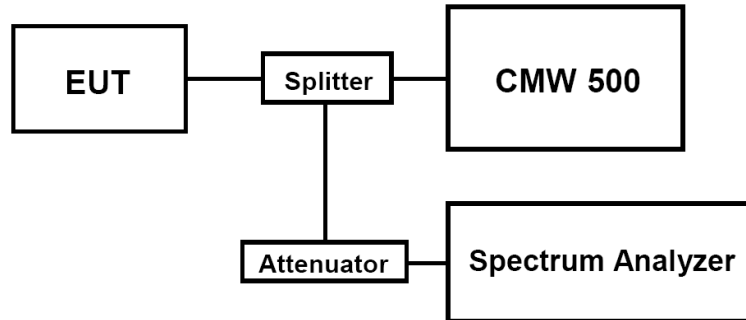 EUT
Splitter
CMW 500
Attenuator
Spectrum Analyzer